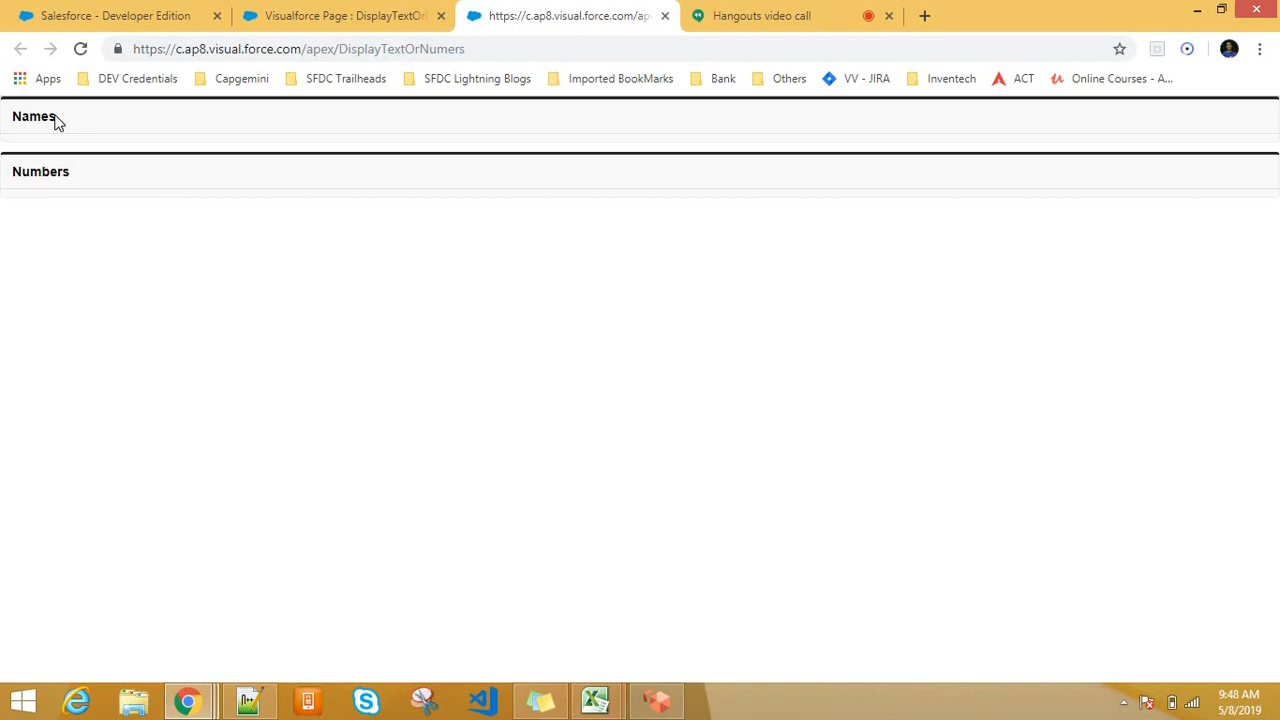 Salesforce - Developer Edition
Visualforce Page : DisplayTextOr
https://c.ap8.visual.force.com/ap
Hangouts video call
https://c.ap8.visual.force.com/apex/DisplayTextOrNumers
Apps
DEV Credentials
Capgemini
SFDC Trailheads
SFDC Lightning Blogs
Imported BookMarks
Bank
Others
VV - JIRA
Inventech
ACT
Online Courses - A...
Names
Numbers
9:48 AM
5/8/2019